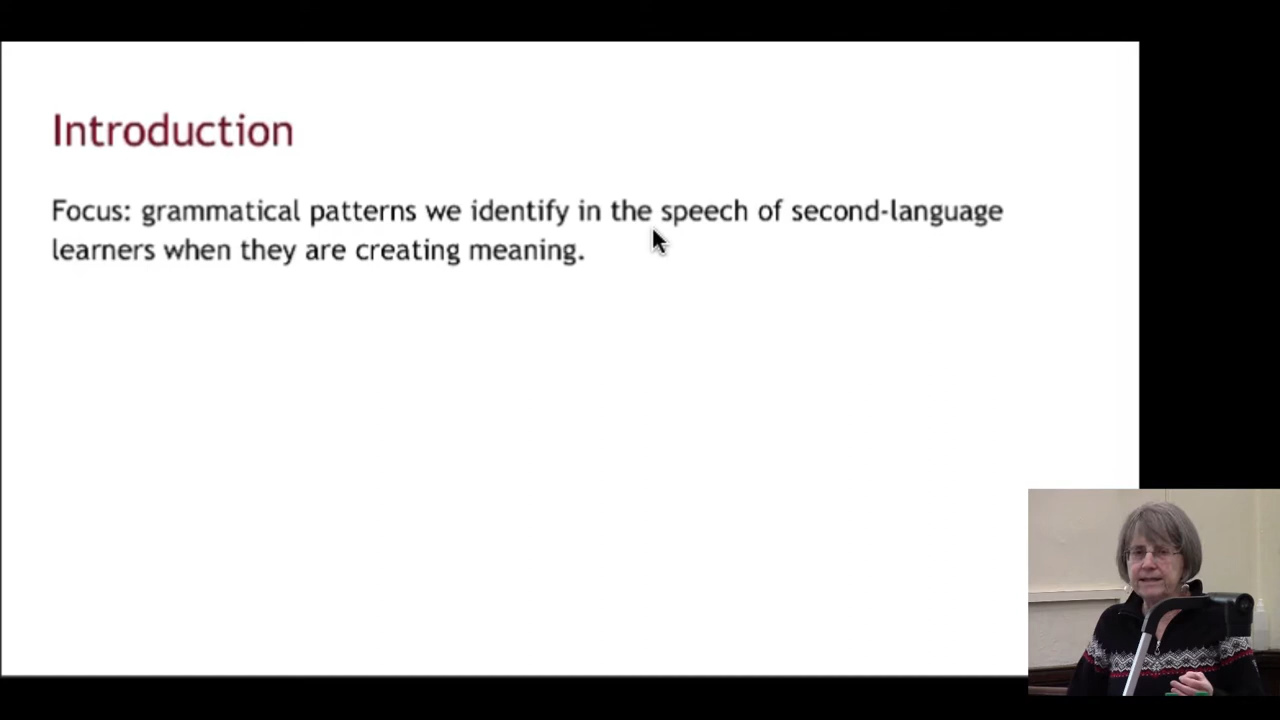 Introduction
Focus: grammatical patterns we identify in the speech of second-language
learners when they are creating meaning.